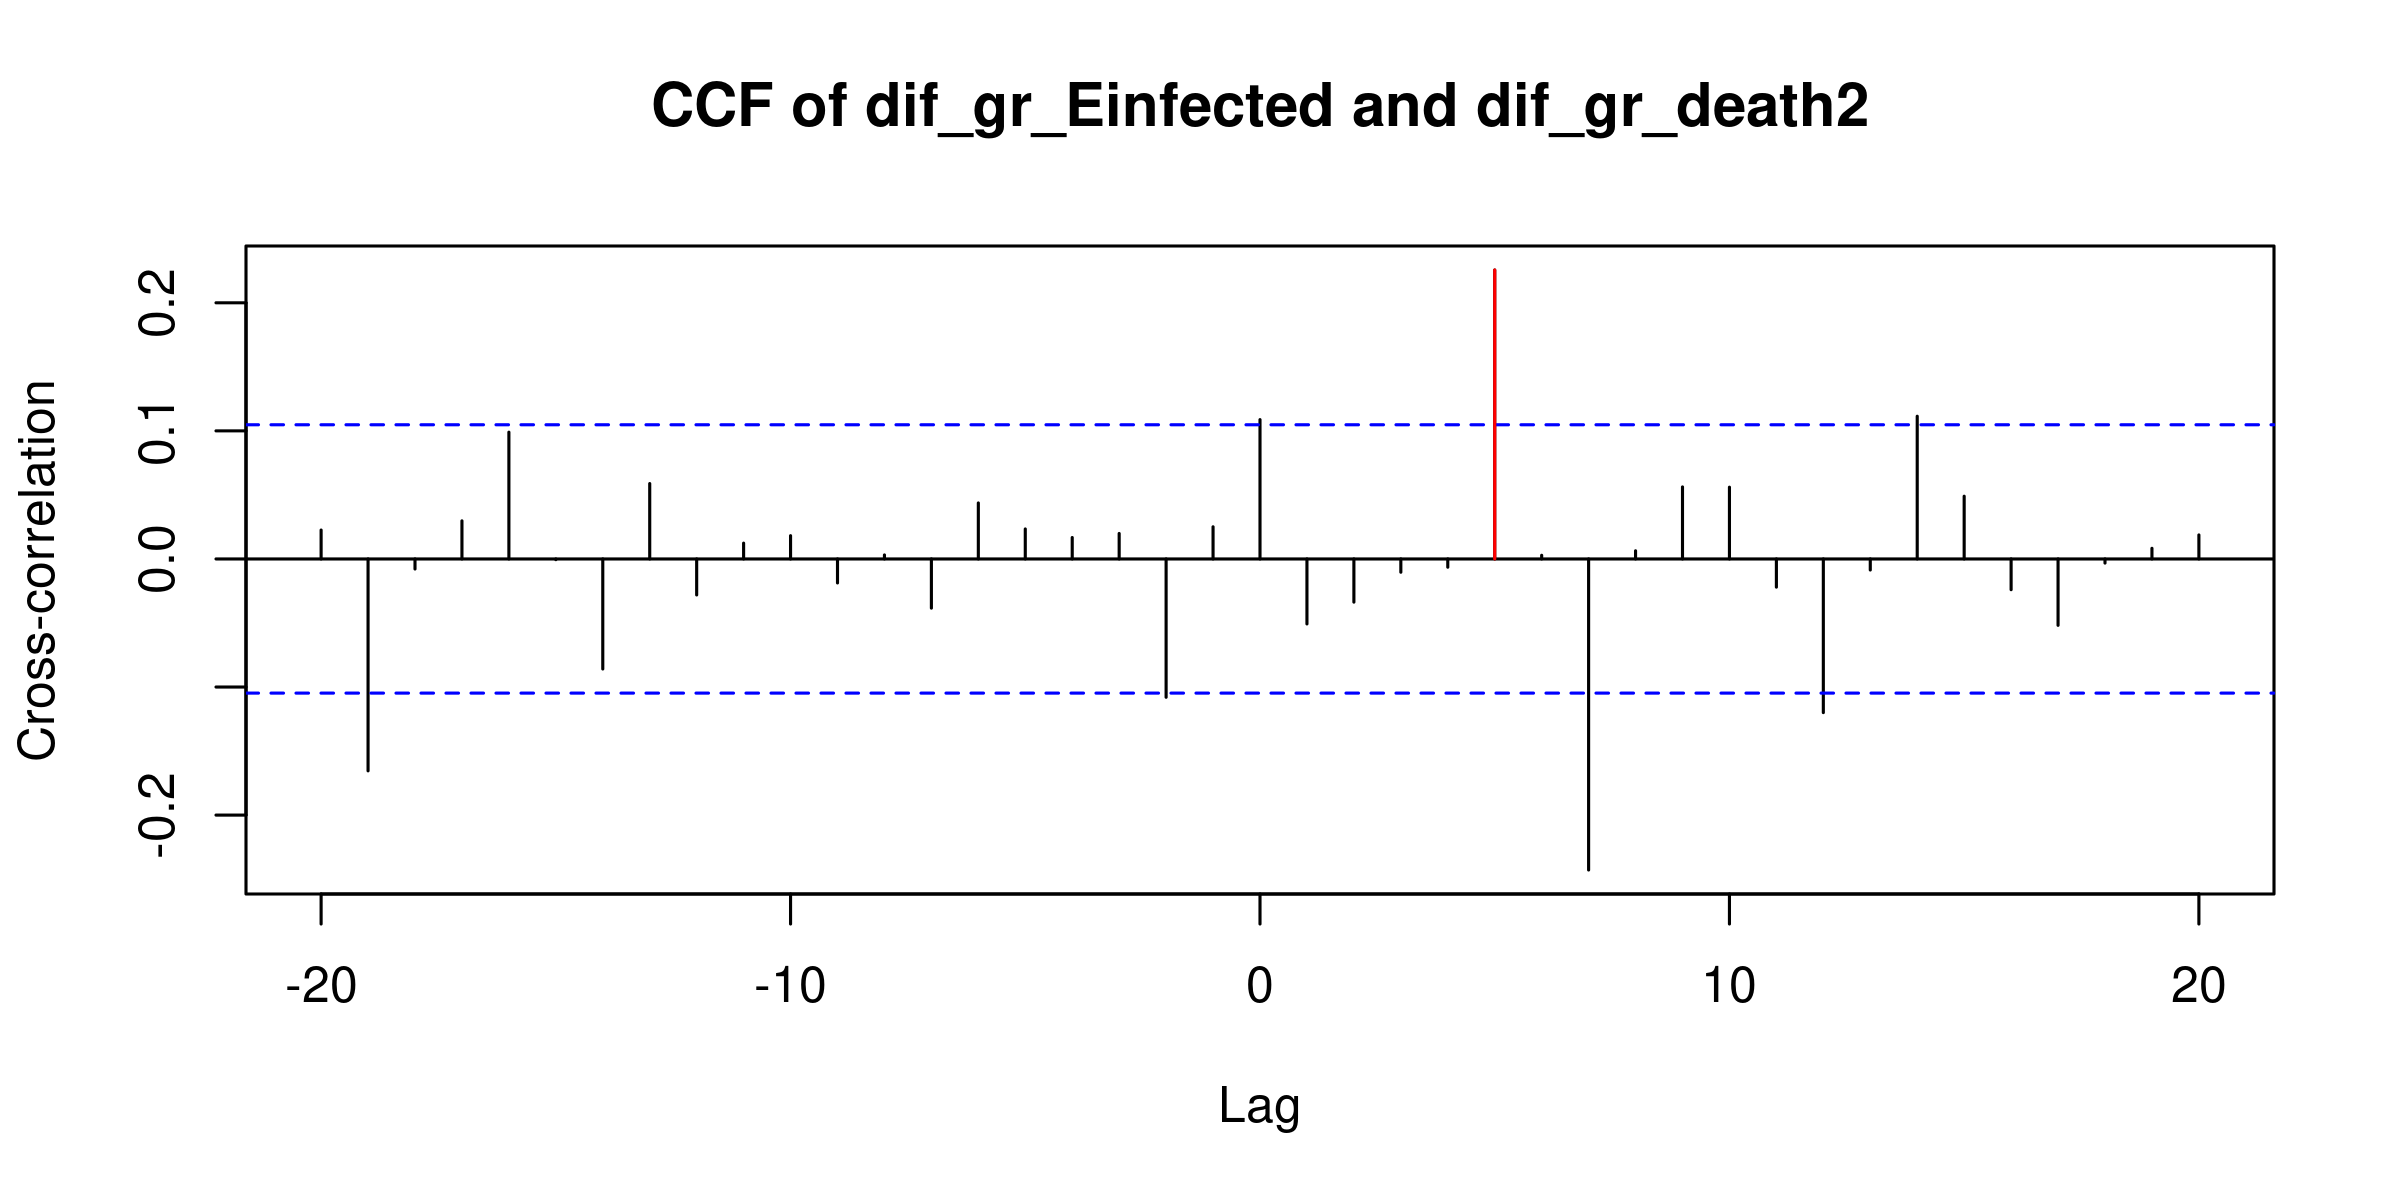 CCF of dif_gr_Einfected and dif_gr_death2
Cross-correlation
0.2
0.1
0.0
-0.2
-20 -10 0 10 20
Lag